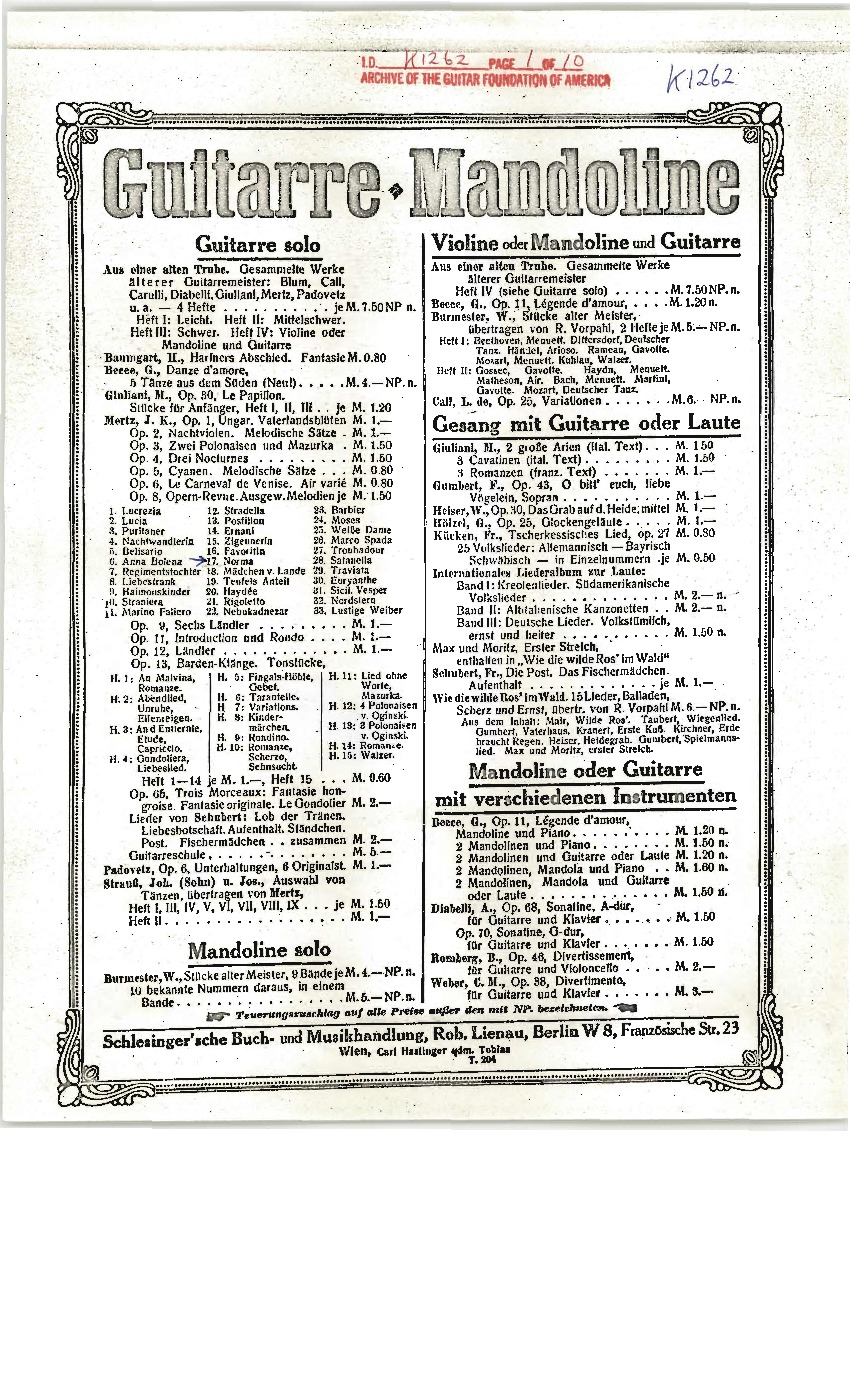 I.D. K1262 PAGE 1 OF 10
ARCHIVE OF THE GUITAR FOUNDATION OF AMERICA
K1262
Guitarre Mandoline
Guitarre solo
Aus einer alten Truhe. Gesammelte Werke
älterer Guitarremeister: Blum, Call,
Carulli, Diabelli, Giuliani, Mertz, Padovetz
u. a. — 4 Hefte . . . . . . . . . . je M. 7.50 NP n.
Heft I: Leicht. Heft II: Mittelschwer.
Heft III: Schwer. Heft IV: Violine oder
Mandoline und Guitarre
Baumgart, H., Harfners Abschied. Fantasie M. 0.80
Becce, G., Danze d'amore,
5 Tänze aus dem Süden (Neu!) . . . . . M. 4.— NP. n.
Giuliani, M., Op. 30, Le Papillon.
Stücke für Anfänger, Heft I, II, III . . je M. 1.20
Mertz, J. K., Op. 1, Ungar. Vaterlandsblüten M. 1.—
Op. 2, Nachtviolen. Melodische Sätze . M. 1.—
Op. 3, Zwei Polonaisen und Mazurka . M. 1.50
Op. 4, Drei Nocturnes . . . . . . . . . M. 1.50
Op. 5, Cyanen. Melodische Sätze . . . M. 0.80
Op. 6, Le Carneval de Venise. Air varié M. 0.80
Op. 8, Opern-Revue. Ausgew. Melodien je M. 1.50
1. Lucrezia 12. Stradella 23. Barbier
2. Lucia 13. Postillon 24. Moses
3. Puritaner 14. Ernani 25. Weiße Dame
4. Nachtwandlerin 15. Zigeunerin 26. Marco Spada
5. Belisario 16. Favoritin 27. Troubadour
6. Anna Bolena → 17. Norma 28. Satanella
7. Regimentstochter 18. Mädchen v. Lande 29. Traviata
8. Liebestrank 19. Teufels Anteil 30. Euryanthe
9. Haimonskinder 20. Haydée 31. Sicil. Vesper
10. Straniera 21. Rigoletto 32. Nordstern
11. Marino Faliero 22. Nebukadnezar 33. Lustige Weiber
Op. 9, Sechs Ländler . . . . . . . . . M. 1.—
Op. 11, Introduction und Rondo . . . . M. 1.—
Op. 12, Ländler . . . . . . . . . . . . M. 1.—
Op. 13, Barden-Klänge. Tonstücke,
H. 1: An Malvina, Romanze.
H. 2: Abendlied, Unruhe, Elfenreigen.
H. 3: An d Entfernte, Etude, Capriccio.
H. 4: Gondoliera, Liebeslied.
H. 5: Fingals-Höhle, Gebet.
H. 6: Tarantelle.
H. 7: Variations.
H. 8: Kindermärchen.
H. 9: Rondino.
H. 10: Romanze, Scherzo, Sehnsucht.
H. 11: Lied ohne Worte, Mazurka.
H. 12: 4 Polonaisen v. Oginski.
H. 13: 3 Polonaisen v. Oginski.
H. 14: Romanze.
H. 15: Walzer.
Heft 1—14 je M. 1.—, Heft 15 . . . M. 0.60
Op. 65, Trois Morceaux: Fantasie hon-
groise. Fantasie originale. Le Gondolier M. 2.—
Lieder von Schubert: Lob der Tränen.
Liebesbotschaft. Aufenthalt. Ständchen.
Post. Fischermädchen . . zusammen M. 2.—
Guitarreschule . . . . . . . . . . . . . M. 5.—
Padovetz, Op. 6, Unterhaltungen, 6 Originalst. M. 1.—
Strauß, Joh. (Sohn) u. Jos., Auswahl von
Tänzen, übertragen von Mertz,
Heft I, III, IV, V, VI, VII, VIII, IX . . . je M. 1.50
Heft II . . . . . . . . . . . . . . . . M. 1.—
Mandoline solo
Burmester, W., Stücke alter Meister, 9 Bände je M. 4.— NP. n.
10 bekannte Nummern daraus, in einem
Bande . . . . . . . . . . . . . . . . M. 5.— NP. n.
Violine oder Mandoline und Guitarre
Aus einer alten Truhe. Gesammelte Werke
älterer Guitarremeister
Heft IV (siehe Guitarre solo) . . . . . . M. 7.50 NP. n.
Becce, G., Op. 11, Légende d'amour, . . . . M. 1.20 n.
Burmester, W., Stücke alter Meister,
übertragen von R. Vorpahl, 2 Hefte je M. 5.— NP. n.
Heft I: Beethoven, Menuett. Dittersdorf, Deutscher
Tanz. Händel, Arioso. Rameau, Gavotte.
Mozart, Menuett. Kuhlau, Walzer.
Heft II: Gossec, Gavotte. Haydn, Menuett.
Matheson, Air. Bach, Menuett. Martini,
Gavotte. Mozart, Deutscher Tanz.
Call, L. de, Op. 25, Variationen . . . . . . . M. 6.— NP. n.
Gesang mit Guitarre oder Laute
Giuliani, M., 2 große Arien (ital. Text) . . . M. 1.50
3 Cavatinen (ital. Text) . . . . . . . . . M. 1.50
3 Romanzen (franz. Text) . . . . . . . M. 1.—
Gumbert, F., Op. 43, O bitt' euch, liebe
Vögelein, Sopran . . . . . . . . . . . M. 1.—
Heiser, W., Op. 30, Das Grab auf d. Heide, mittel M. 1.—
Hölzel, G., Op. 25, Glockengeläute . . . . . M. 1.—
Kücken, Fr., Tscherkessisches Lied, op. 27 M. 0.80
25 Volkslieder: Allemannisch — Bayrisch
Schwäbisch — in Einzelnummern . je M. 0.50
Internationales Liederalbum zur Laute:
Band I: Kreolenlieder. Südamerikanische
Volkslieder . . . . . . . . . . . . . M. 2.— n.
Band II: Altitalienische Kanzonetten . . M. 2.— n.
Band III: Deutsche Lieder. Volkstümlich,
ernst und heiter . . . . . . . . . . . M. 1.50 n.
Max und Moritz, Erster Streich,
enthalten in „Wie die wilde Ros' im Wald“
Schubert, Fr., Die Post. Das Fischermädchen.
Aufenthalt . . . . . . . . . . . . . je M. 1.—
Wie die wilde Ros' im Wald. 15 Lieder, Balladen,
Scherz und Ernst, übertr. von R. Vorpahl M. 6.— NP. n.
Aus dem Inhalt: Mair, Wilde Ros'. Taubert, Wiegenlied.
Gumbert, Vaterhaus. Kranert, Erste Kuß. Kirchner, Erde
braucht Regen. Heiser, Heidegrab. Gumbert, Spielmanns-
lied. Max und Moritz, erster Streich.
Mandoline oder Guitarre
mit verschiedenen Instrumenten
Becce, G., Op. 11, Légende d'amour,
Mandoline und Piano . . . . . . . . . M. 1.20 n.
2 Mandolinen und Piano . . . . . . . M. 1.50 n.
2 Mandolinen und Guitarre oder Laute M. 1.20 n.
2 Mandolinen, Mandola und Piano . . M. 1.60 n.
2 Mandolinen, Mandola und Guitarre
oder Laute . . . . . . . . . . . . . . M. 1.50 n.
Diabelli, A., Op. 68, Sonatine, A-dur,
für Guitarre und Klavier . . . . . . . M. 1.50
Op. 70, Sonatine, G-dur,
für Guitarre und Klavier . . . . . . . M. 1.50
Romberg, B., Op. 46, Divertissement,
für Guitarre und Violoncello . . . . . M. 2.—
Weber, C. M., Op. 38, Divertimento,
für Guitarre und Klavier . . . . . . . M. 3.—
Teuerungszuschlag auf alle Preise außer den mit NP. bezeichneten.
Schlesinger'sche Buch- und Musikhandlung, Rob. Lienau, Berlin W 8, Französische Str. 23
Wien, Carl Haslinger qdm. Tobias
T. 204